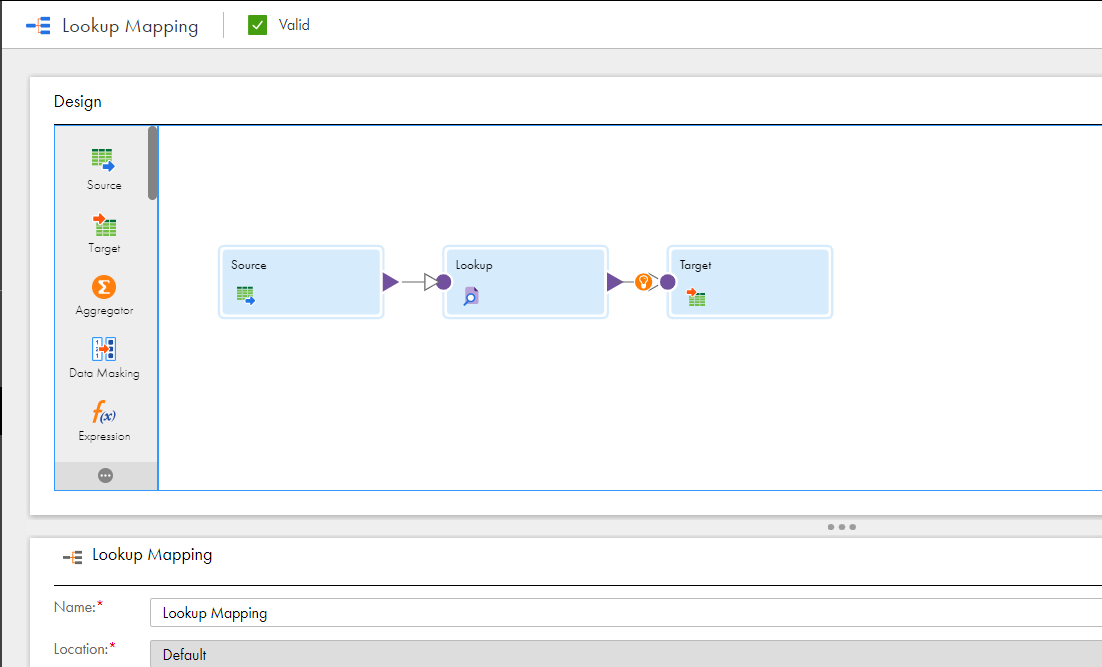 Lookup Mapping
Valid
Design
Source
Target
Aggregator
Data Masking
Expression
Source
Lookup
Target
Lookup Mapping
Name:* Lookup Mapping
Location:* Default